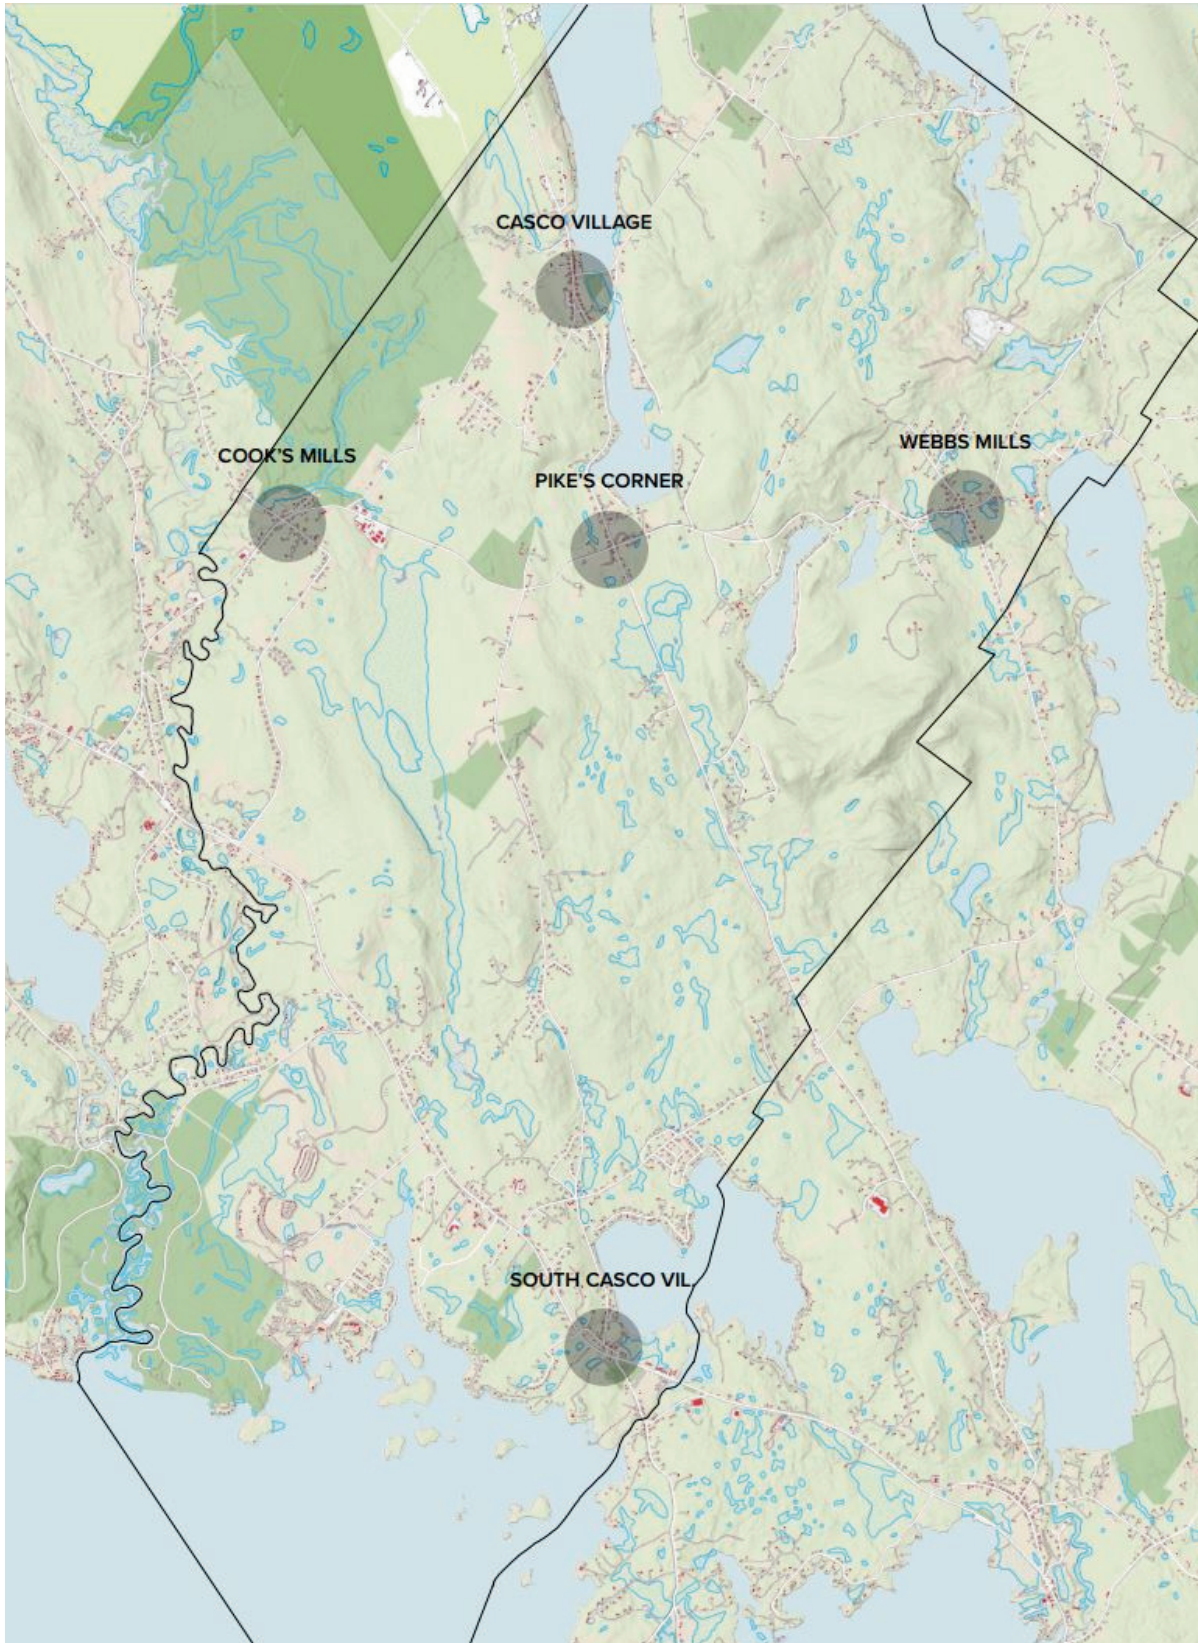 CASCO VILLAGE
WEBBS MILLS
COOK'S MILLS
PIKE'S CORNER
SOUTH CASCO VIL.